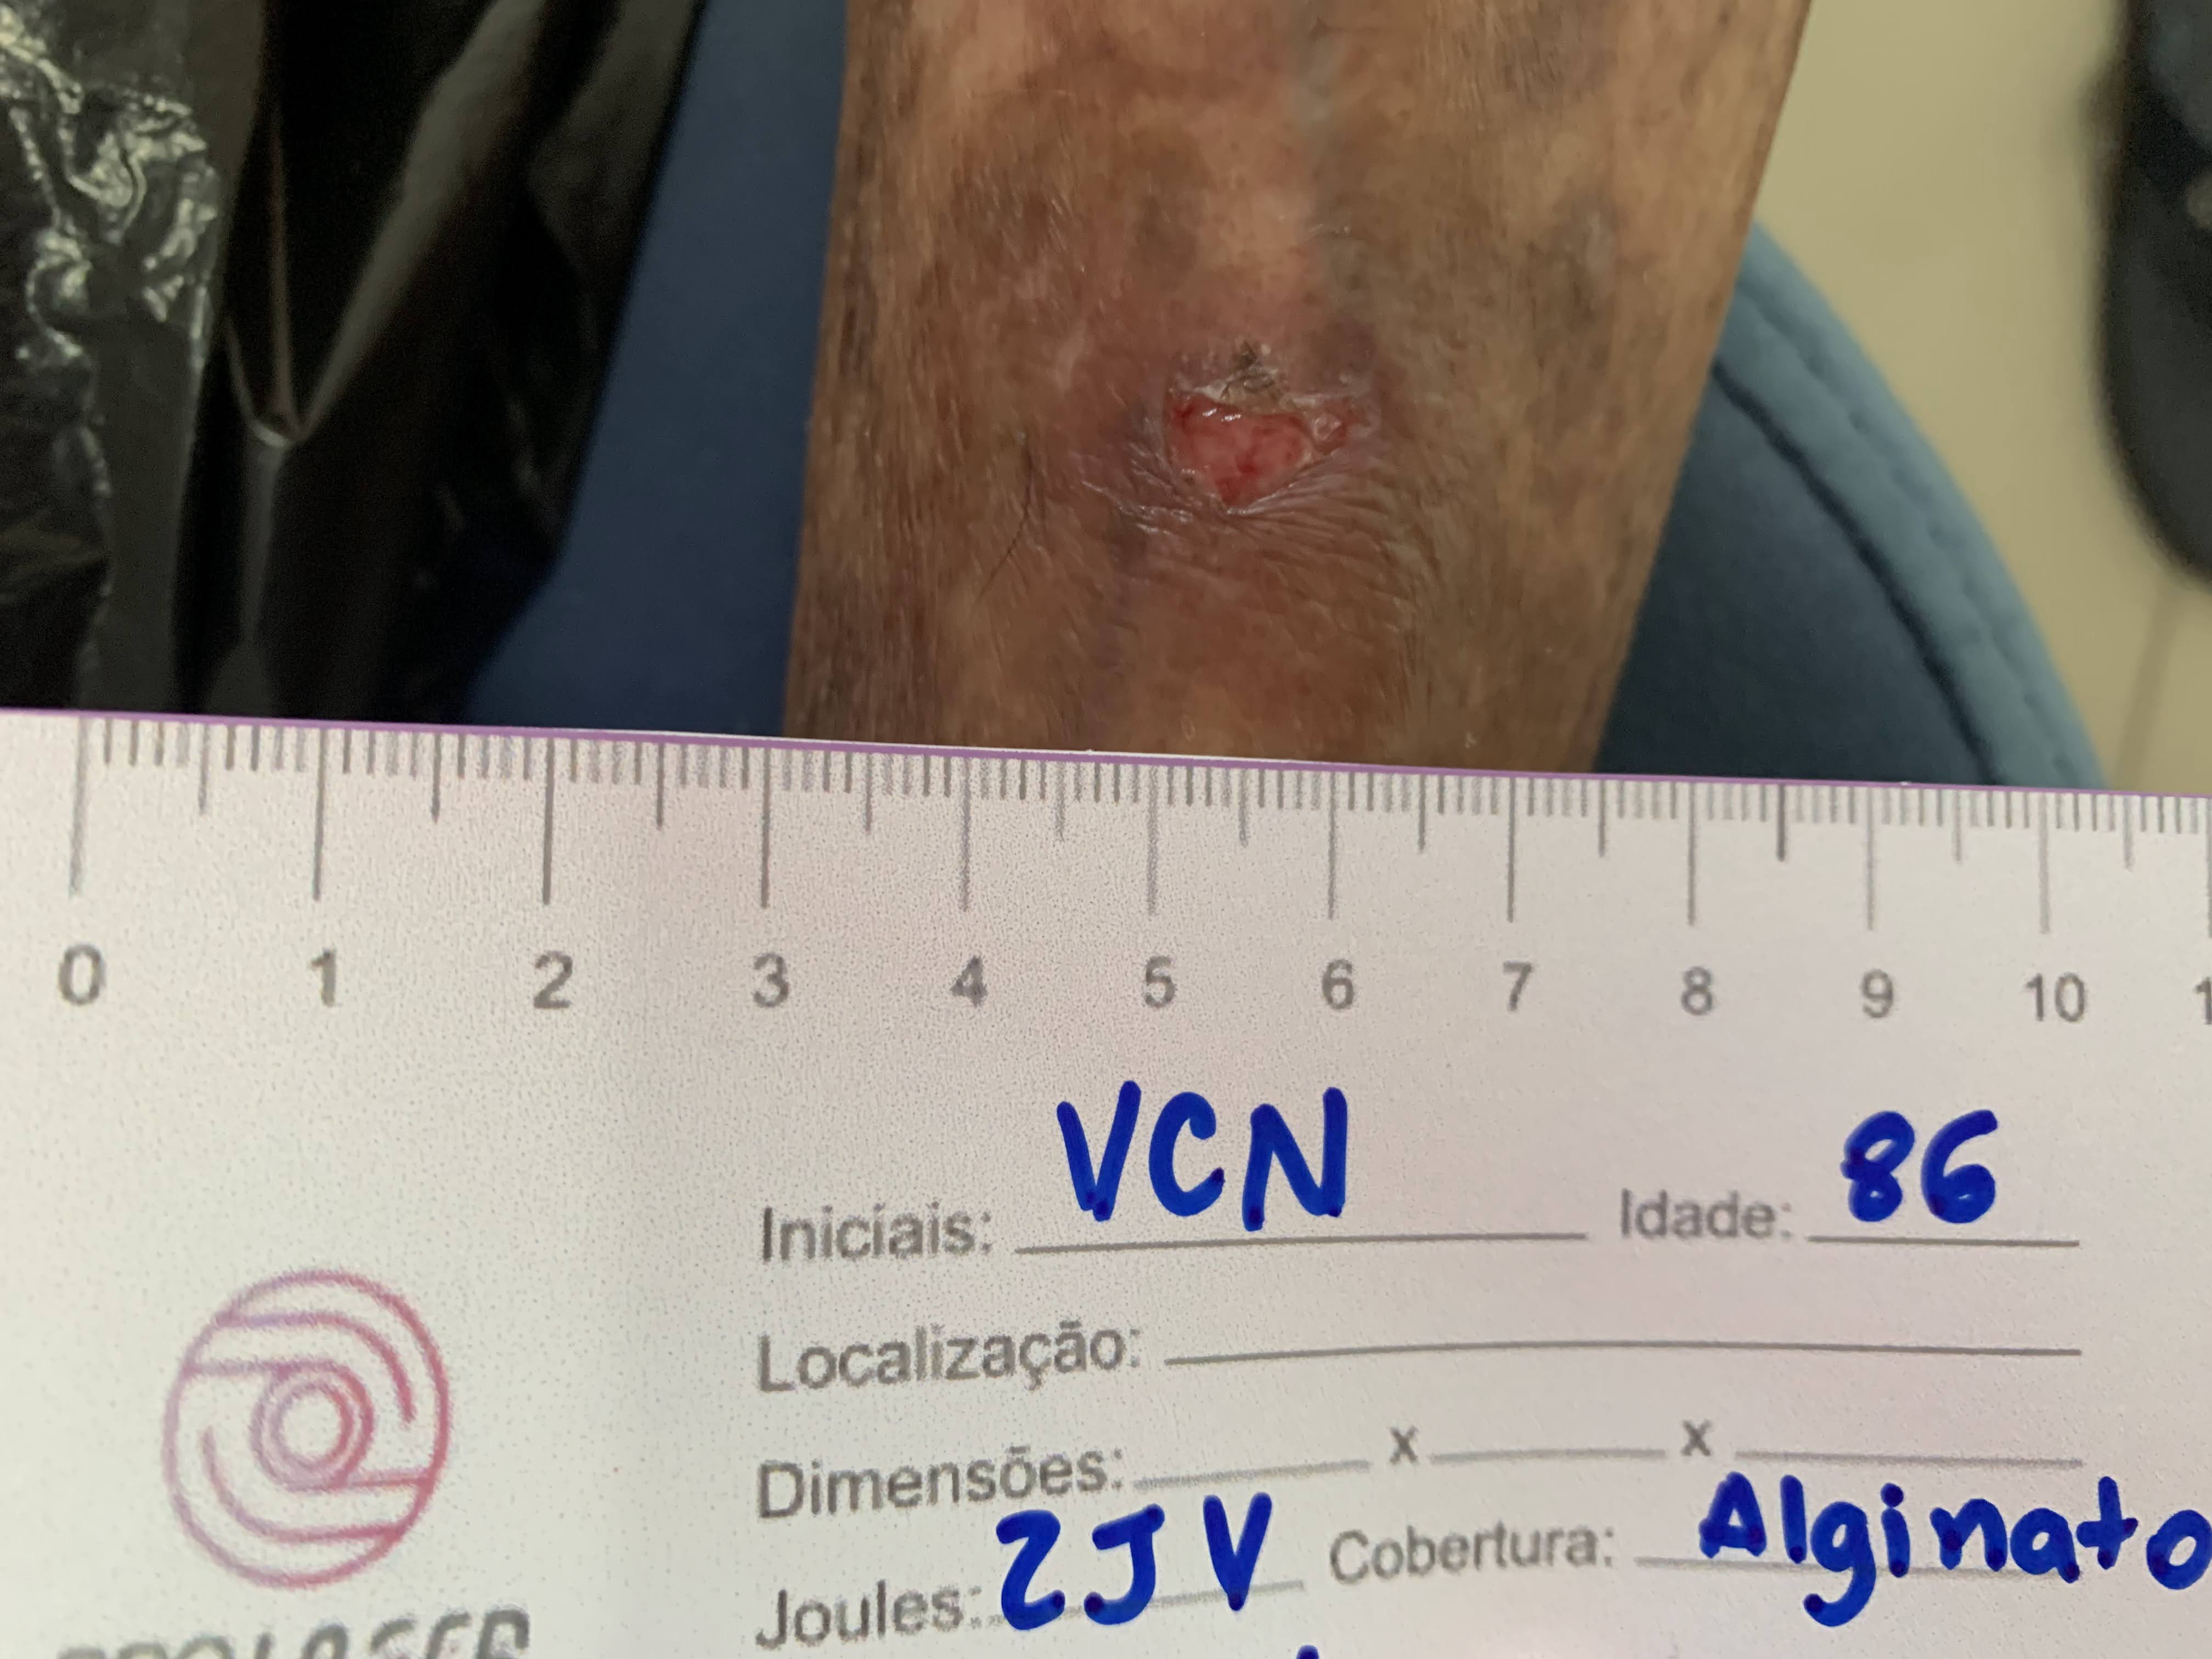 0 1 2 3 4 5 6 7 8 9 10
Iniciais: VCN Idade: 86
Localização:
Dimensões: x x
Joules: 2JV Cobertura: Alginato